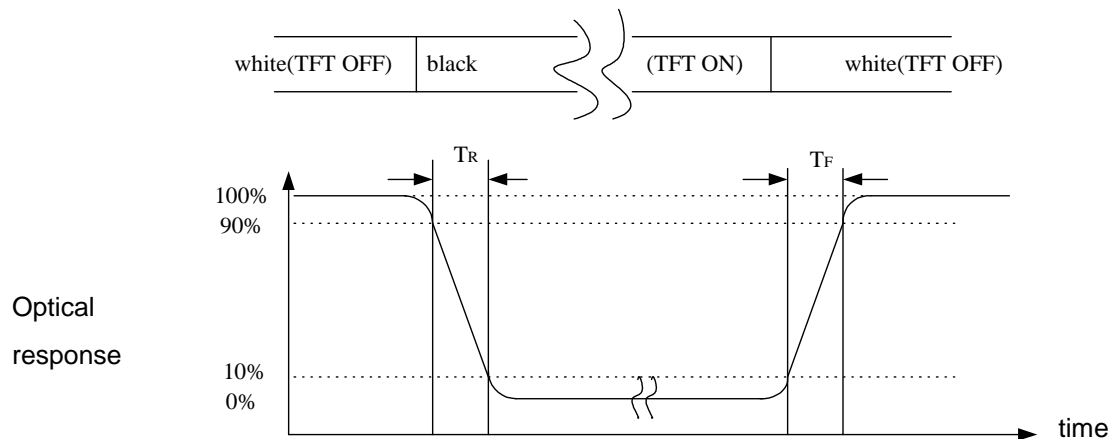 white(TFT OFF) black (TFT ON) white(TFT OFF)
TR TF
100%
90%
Optical
response
10%
0%
time